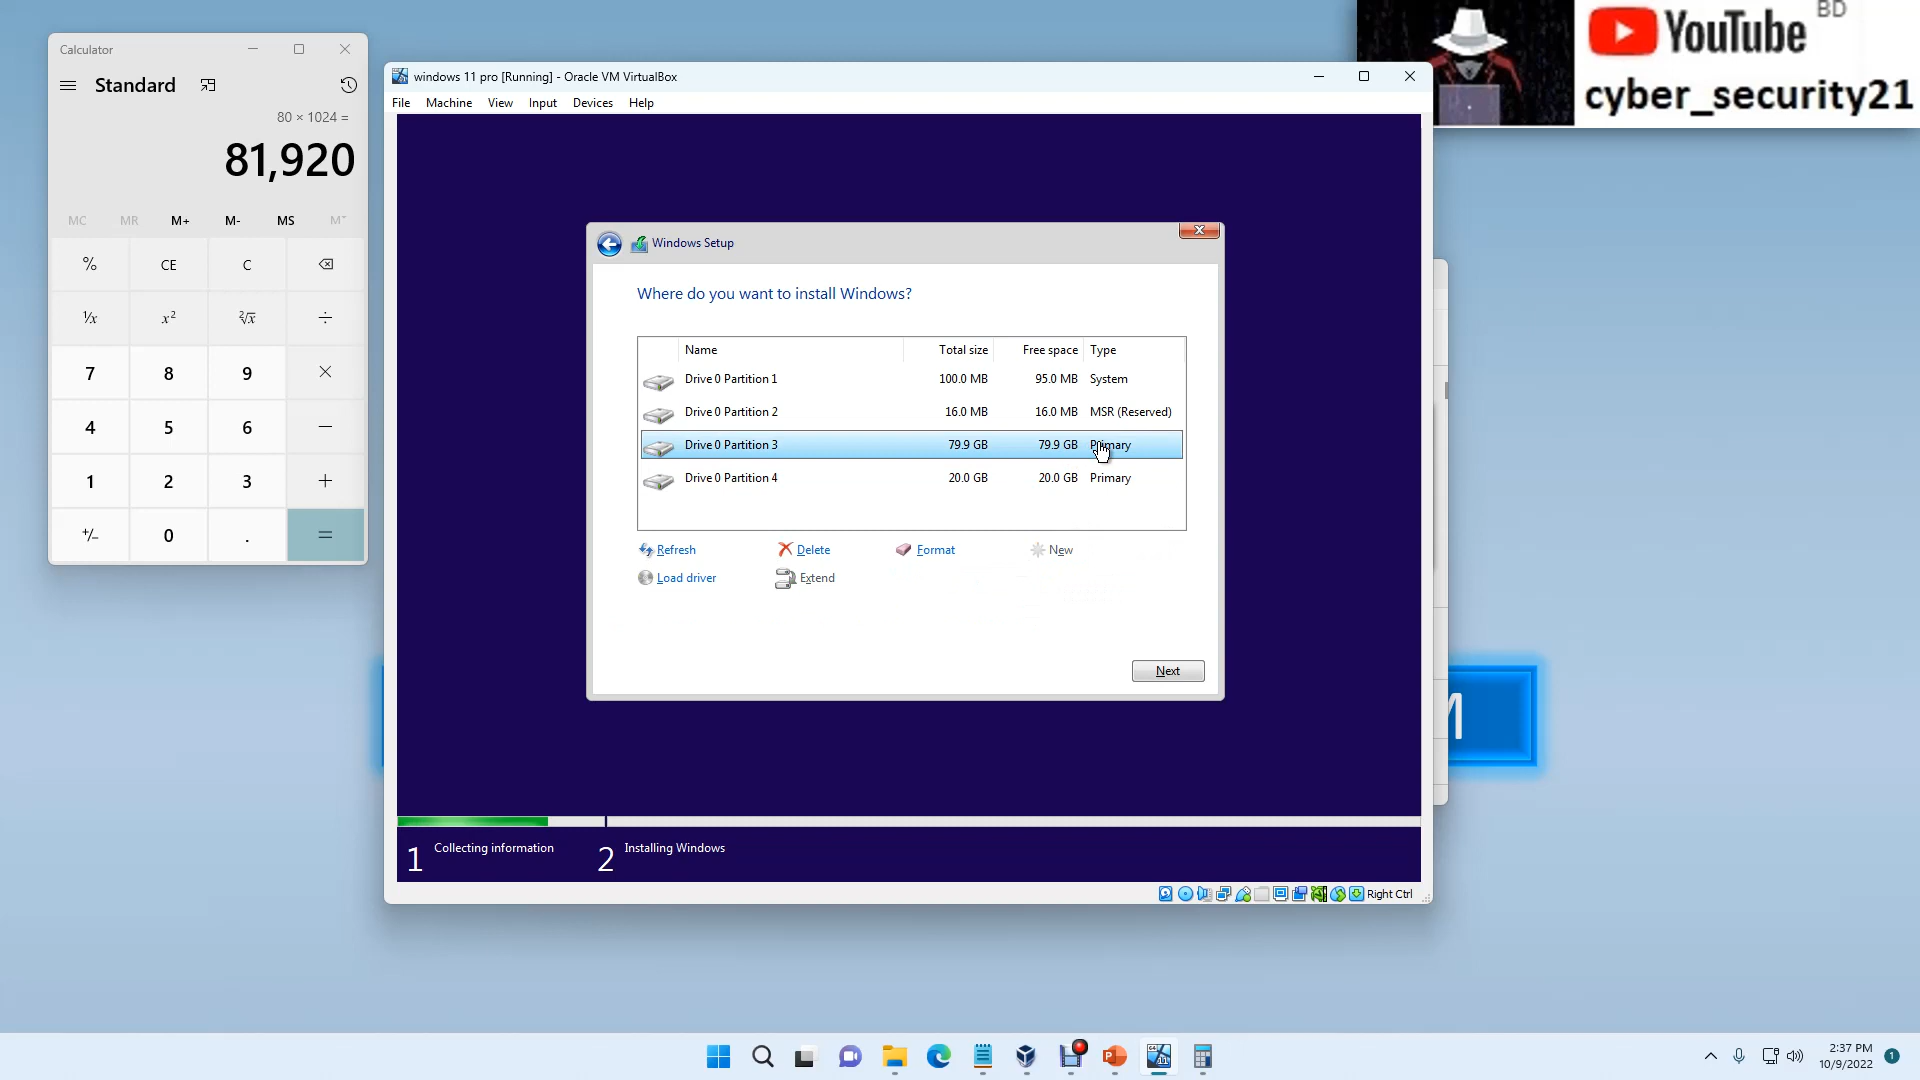 Calculator
Standard
80 × 1024 =
81,920
MC MR M+ M- MS M˅
% CE C
¹/x x² ²√x ÷
7 8 9 ×
4 5 6 −
1 2 3 +
+/− 0 . =
windows 11 pro [Running] - Oracle VM VirtualBox
File Machine View Input Devices Help
Windows Setup
Where do you want to install Windows?
Name Total size Free space Type
Drive 0 Partition 1 100.0 MB 95.0 MB System
Drive 0 Partition 2 16.0 MB 16.0 MB MSR (Reserved)
Drive 0 Partition 3 79.9 GB 79.9 GB Primary
Drive 0 Partition 4 20.0 GB 20.0 GB Primary
Refresh Delete Format New
Load driver Extend
Next
1 Collecting information 2 Installing Windows
Right Ctrl
YouTube BD
cyber_security21
2:37 PM
10/9/2022
1